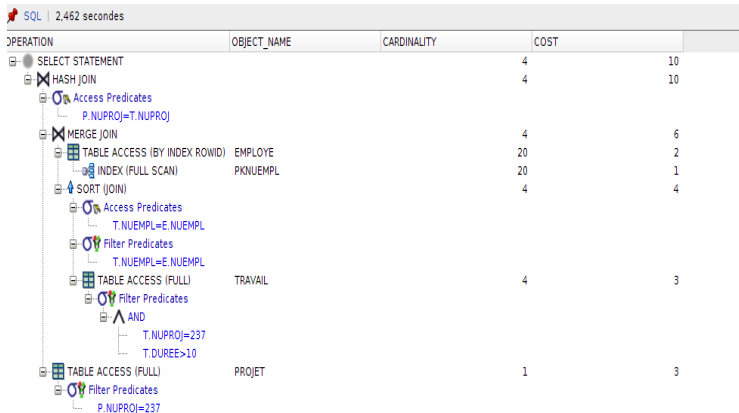 SQL | 2,462 secondes
OPERATION OBJECT_NAME CARDINALITY COST
SELECT STATEMENT 4 10
HASH JOIN 4 10
Access Predicates
P.NUPROJ=T.NUPROJ
MERGE JOIN 4 6
TABLE ACCESS (BY INDEX ROWID) EMPLOYE 20 2
INDEX (FULL SCAN) PKNUEMPL 20 1
SORT (JOIN) 4 4
Access Predicates
T.NUEMPL=E.NUEMPL
Filter Predicates
T.NUEMPL=E.NUEMPL
TABLE ACCESS (FULL) TRAVAIL 4 3
Filter Predicates
AND
T.NUPROJ=237
T.DUREE>10
TABLE ACCESS (FULL) PROJET 1 3
Filter Predicates
P.NUPROJ=237